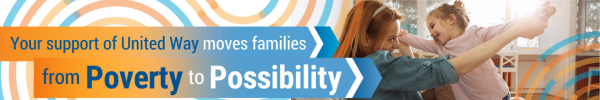 Your support of United Way moves families
from Poverty to Possibility